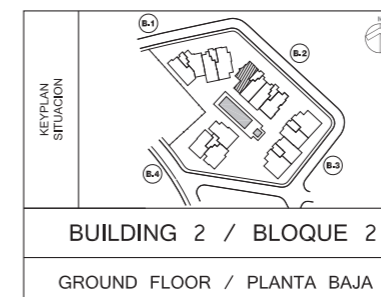 B-1
B-2
KEYPLAN
SITUACION
B-4
B-3
BUILDING 2 / BLOQUE 2
GROUND FLOOR / PLANTA BAJA